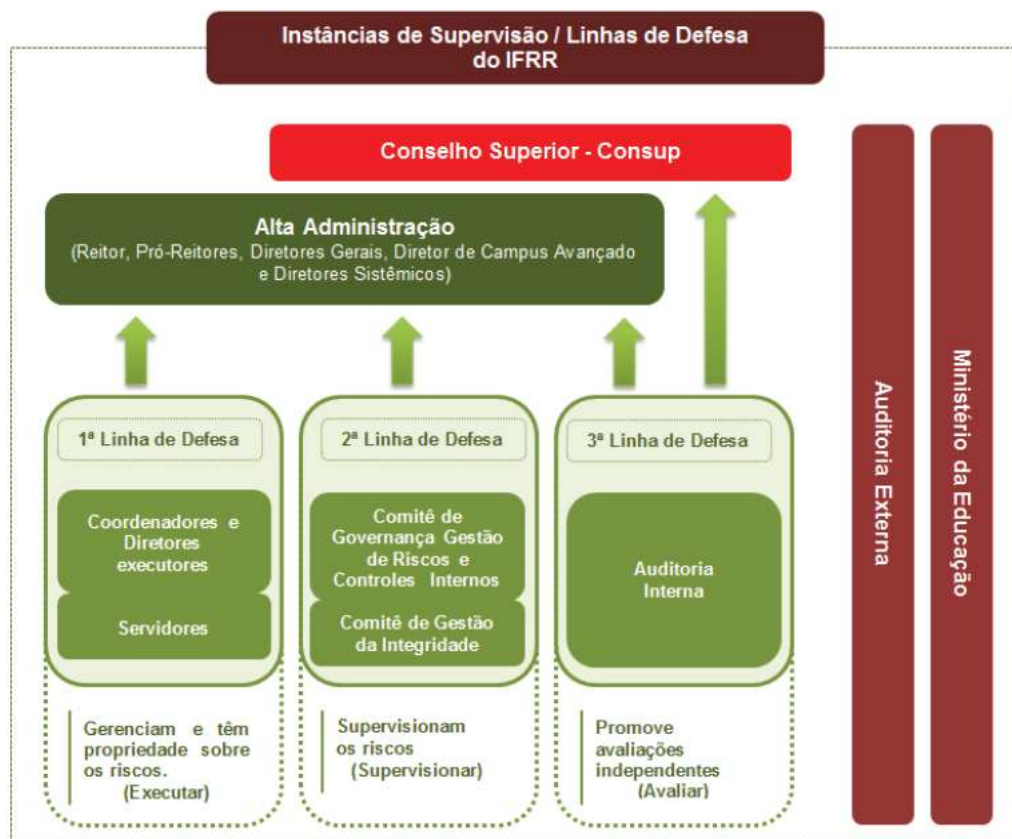 Instâncias de Supervisão / Linhas de Defesa
do IFRR
Conselho Superior - Consup
Alta Administração
(Reitor, Pró-Reitores, Diretores Gerais, Diretor de Campus Avançado
e Diretores Sistêmicos)
1ª Linha de Defesa
Coordenadores e
Diretores
executores
Servidores
Gerenciam e têm
propriedade sobre
os riscos.
(Executar)
2ª Linha de Defesa
Comitê de
Governança Gestão
de Riscos e
Controles Internos
Comitê de Gestão
da Integridade
Supervisionam
os riscos
(Supervisionar)
3ª Linha de Defesa
Auditoria
Interna
Promove
avaliações
independentes
(Avaliar)
Auditoria Externa
Ministério da Educação